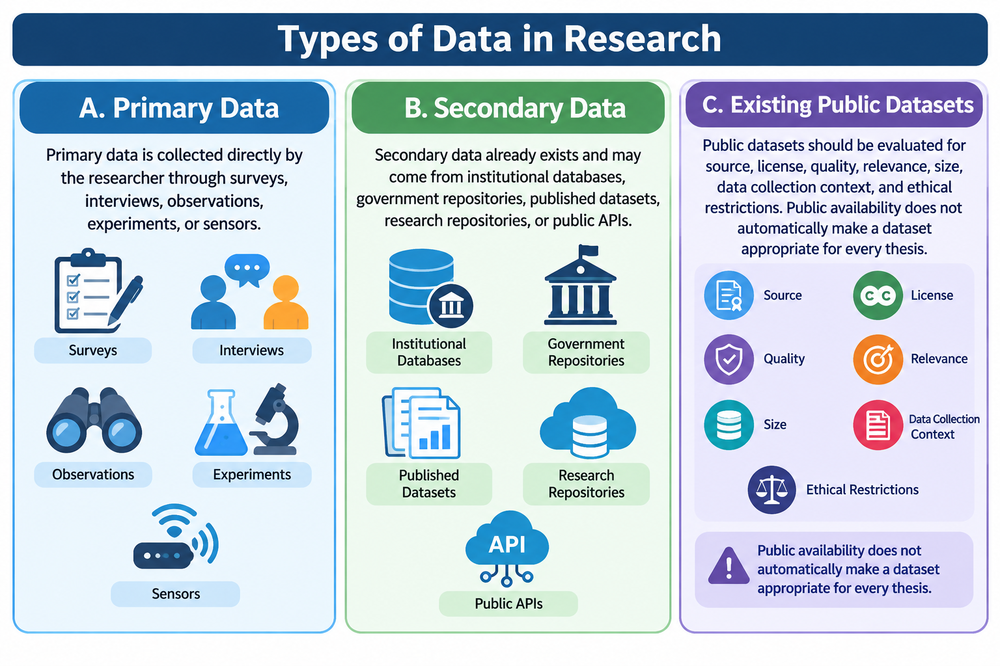 Types of Data in Research
A. Primary Data
Primary data is collected directly by
the researcher through surveys,
interviews, observations,
experiments, or sensors.
Surveys
Interviews
Observations
Experiments
Sensors
B. Secondary Data
Secondary data already exists and may
come from institutional databases,
government repositories, published datasets,
research repositories, or public APIs.
Institutional
Databases
Government
Repositories
Published
Datasets
Research
Repositories
API
Public APIs
C. Existing Public Datasets
Public datasets should be evaluated for
source, license, quality, relevance, size,
data collection context, and ethical
restrictions. Public availability does not
automatically make a dataset
appropriate for every thesis.
Source
CC
License
Quality
Relevance
Size
Data Collection
Context
Ethical Restrictions
Public availability does not
automatically make a dataset
appropriate for every thesis.